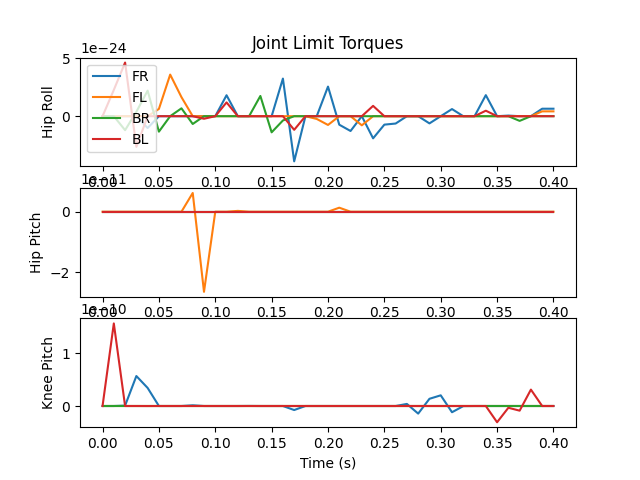 Joint Limit Torques
1e−24
Hip Roll
5
0
FR
FL
BR
BL
0.00 0.05 0.10 0.15 0.20 0.25 0.30 0.35 0.40
1e−11
Hip Pitch
0
−2
0.00 0.05 0.10 0.15 0.20 0.25 0.30 0.35 0.40
1e−10
Knee Pitch
1
0
0.00 0.05 0.10 0.15 0.20 0.25 0.30 0.35 0.40
Time (s)